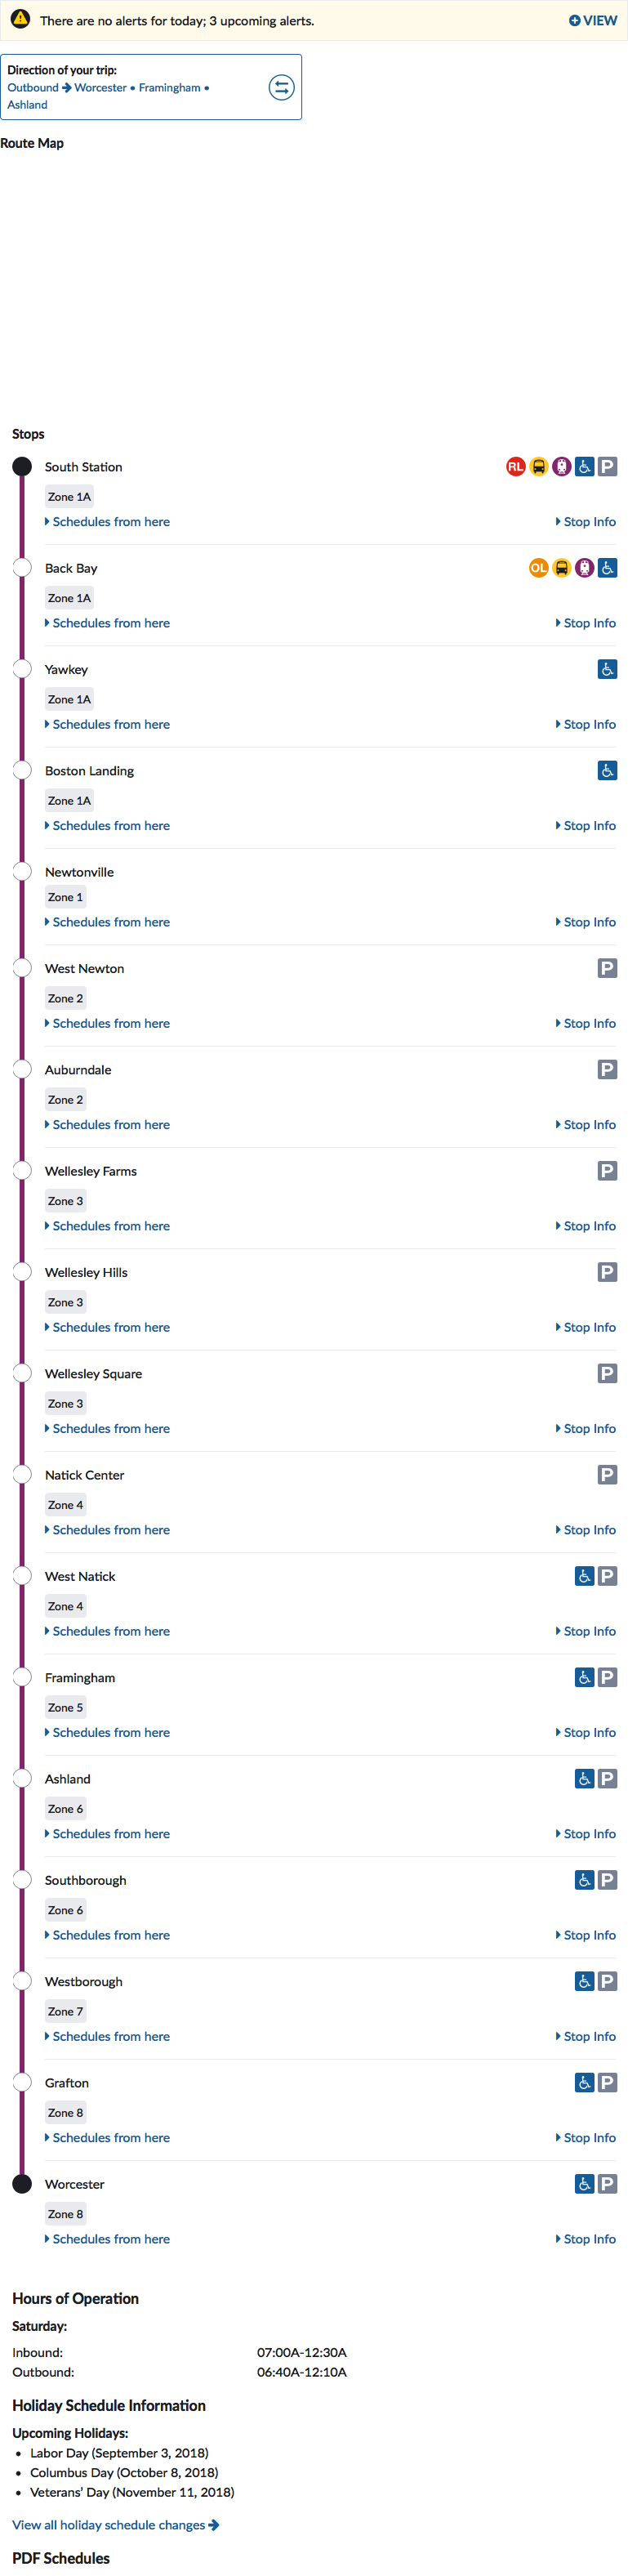 There are no alerts for today; 3 upcoming alerts.
VIEW
Direction of your trip:
Outbound → Worcester • Framingham •
Ashland
Route Map
Stops
South Station
RL
P
Zone 1A
Schedules from here
Stop Info
Back Bay
OL
Zone 1A
Schedules from here
Stop Info
Yawkey
Zone 1A
Schedules from here
Stop Info
Boston Landing
Zone 1A
Schedules from here
Stop Info
Newtonville
Zone 1
Schedules from here
Stop Info
West Newton
P
Zone 2
Schedules from here
Stop Info
Auburndale
P
Zone 2
Schedules from here
Stop Info
Wellesley Farms
P
Zone 3
Schedules from here
Stop Info
Wellesley Hills
P
Zone 3
Schedules from here
Stop Info
Wellesley Square
P
Zone 3
Schedules from here
Stop Info
Natick Center
P
Zone 4
Schedules from here
Stop Info
West Natick
P
Zone 4
Schedules from here
Stop Info
Framingham
P
Zone 5
Schedules from here
Stop Info
Ashland
P
Zone 6
Schedules from here
Stop Info
Southborough
P
Zone 6
Schedules from here
Stop Info
Westborough
P
Zone 7
Schedules from here
Stop Info
Grafton
P
Zone 8
Schedules from here
Stop Info
Worcester
P
Zone 8
Schedules from here
Stop Info
Hours of Operation
Saturday:
Inbound: 07:00A-12:30A
Outbound: 06:40A-12:10A
Holiday Schedule Information
Upcoming Holidays:
• Labor Day (September 3, 2018)
• Columbus Day (October 8, 2018)
• Veterans' Day (November 11, 2018)
View all holiday schedule changes →
PDF Schedules